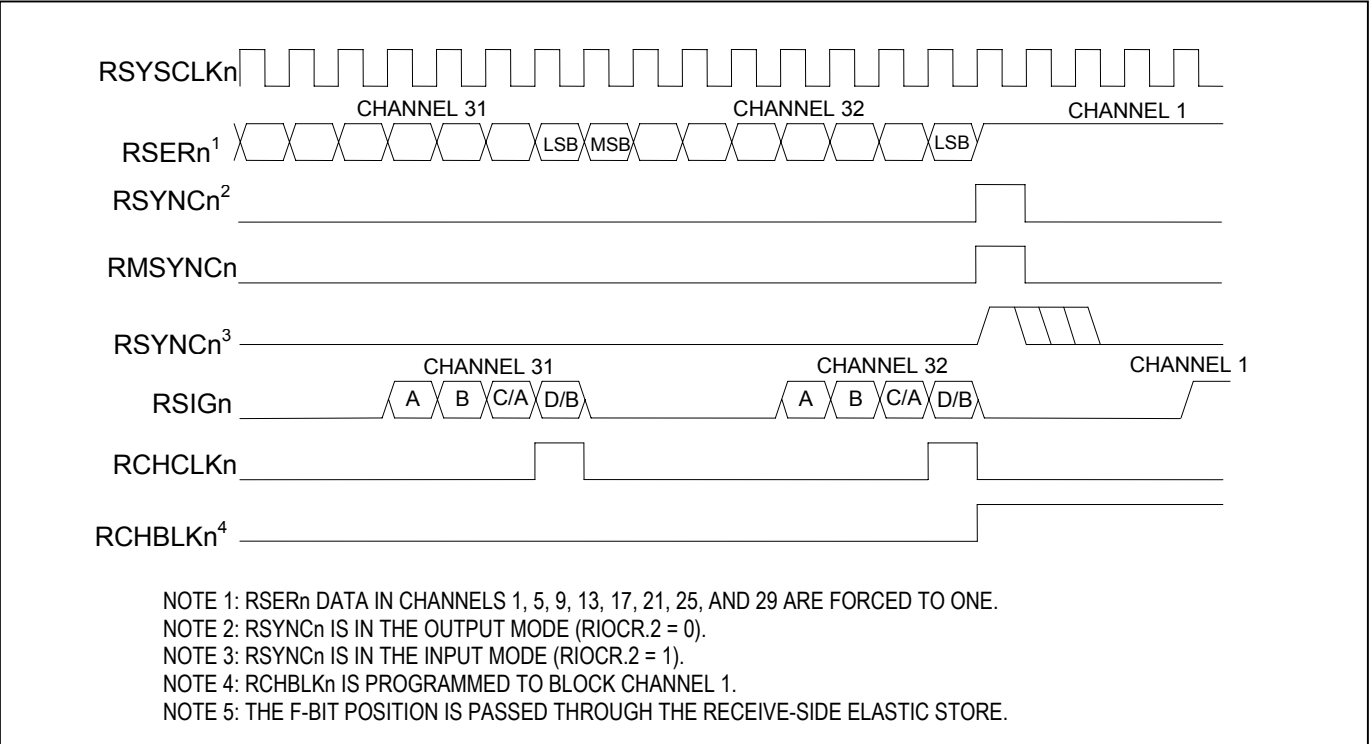 RSYSCLKn
CHANNEL 31 CHANNEL 32 CHANNEL 1
RSERn1 LSB MSB LSB
RSYNCn2
RMSYNCn
RSYNCn3
CHANNEL 31 CHANNEL 32 CHANNEL 1
RSIGn A B C/A D/B A B C/A D/B
RCHCLKn
RCHBLKn4
NOTE 1: RSERn DATA IN CHANNELS 1, 5, 9, 13, 17, 21, 25, AND 29 ARE FORCED TO ONE.
NOTE 2: RSYNCn IS IN THE OUTPUT MODE (RIOCR.2 = 0).
NOTE 3: RSYNCn IS IN THE INPUT MODE (RIOCR.2 = 1).
NOTE 4: RCHBLKn IS PROGRAMMED TO BLOCK CHANNEL 1.
NOTE 5: THE F-BIT POSITION IS PASSED THROUGH THE RECEIVE-SIDE ELASTIC STORE.